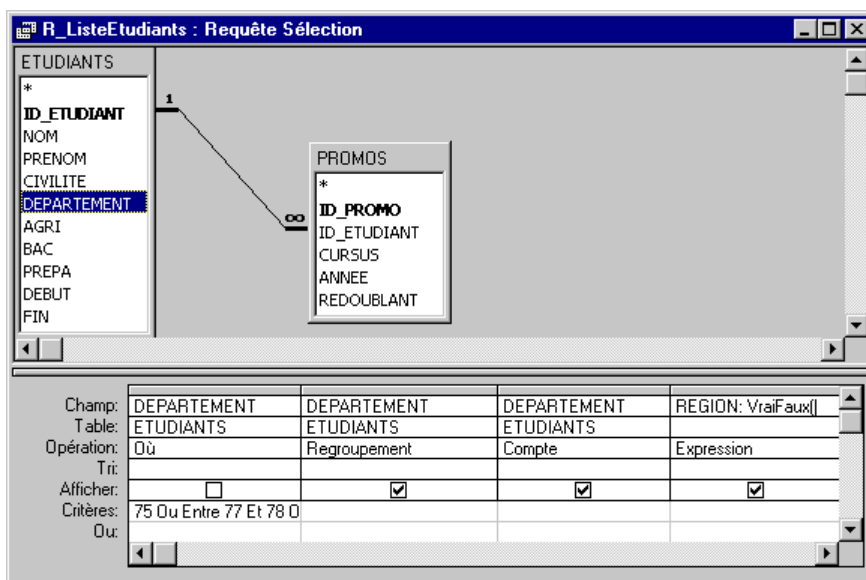 R_ListeEtudiants : Requête Sélection
ETUDIANTS
*
ID_ETUDIANT
NOM
PRENOM
CIVILITE
DEPARTEMENT
AGRI
BAC
PREPA
DEBUT
FIN
1
∞
PROMOS
*
ID_PROMO
ID_ETUDIANT
CURSUS
ANNEE
REDOUBLANT
Champ: DEPARTEMENT DEPARTEMENT DEPARTEMENT REGION: VraiFaux(
Table: ETUDIANTS ETUDIANTS ETUDIANTS
Opération: Où Regroupement Compte Expression
Tri:
Afficher:
Critères: 75 Ou Entre 77 Et 78 O
Ou: